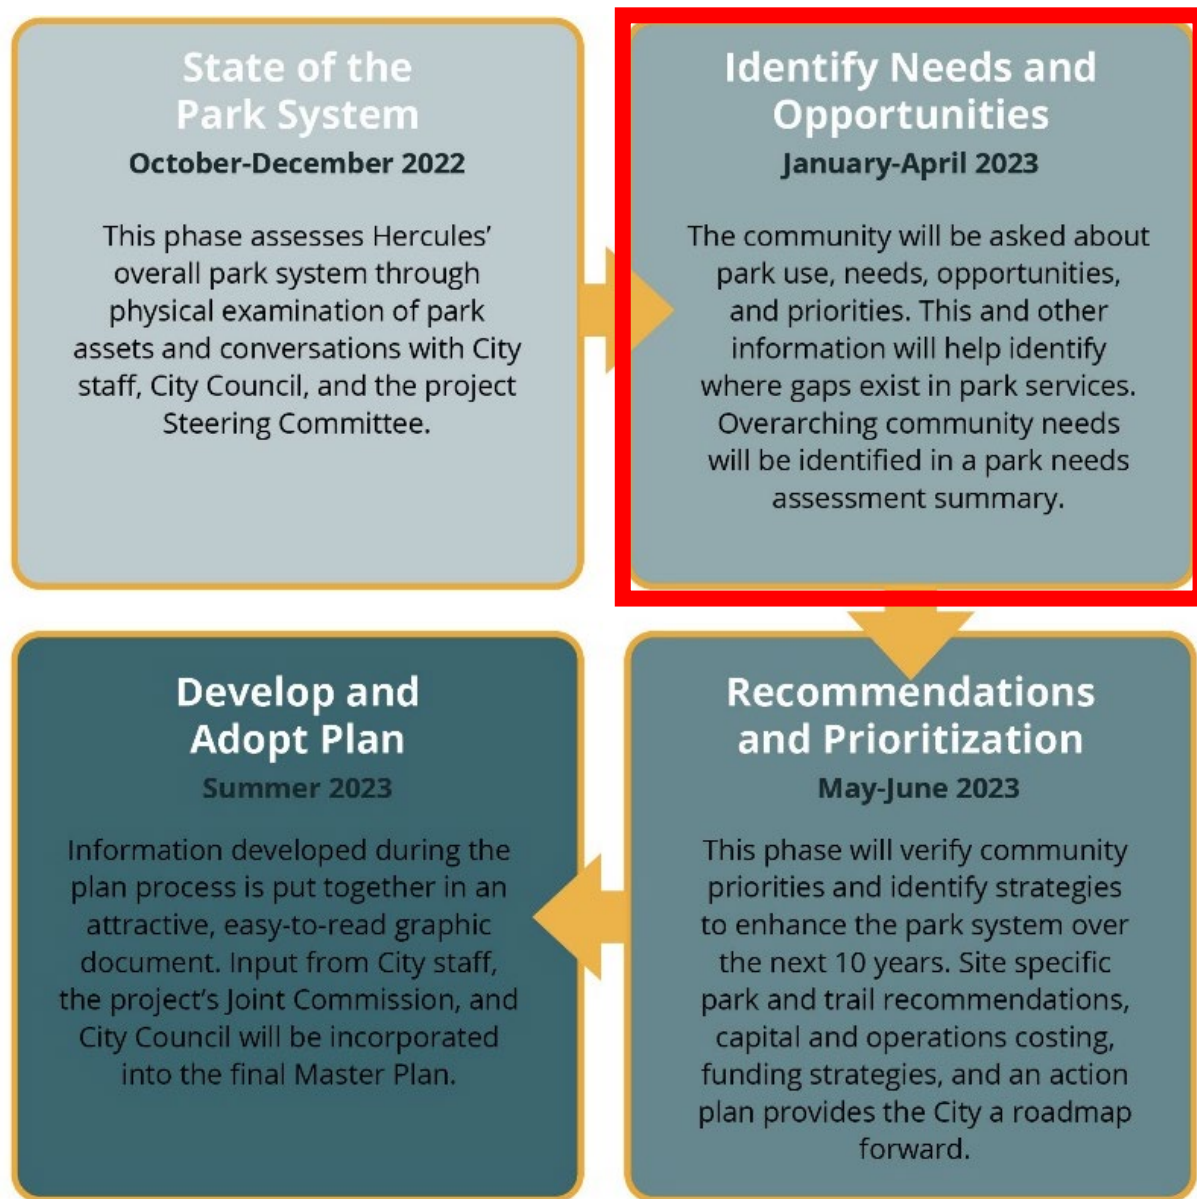 State of the
Park System
October-December 2022
This phase assesses Hercules’
overall park system through
physical examination of park
assets and conversations with City
staff, City Council, and the project
Steering Committee.
Identify Needs and
Opportunities
January-April 2023
The community will be asked about
park use, needs, opportunities,
and priorities. This and other
information will help identify
where gaps exist in park services.
Overarching community needs
will be identified in a park needs
assessment summary.
Recommendations
and Prioritization
May-June 2023
This phase will verify community
priorities and identify strategies
to enhance the park system over
the next 10 years. Site specific
park and trail recommendations,
capital and operations costing,
funding strategies, and an action
plan provides the City a roadmap
forward.
Develop and
Adopt Plan
Summer 2023
Information developed during the
plan process is put together in an
attractive, easy-to-read graphic
document. Input from City staff,
the project’s Joint Commission, and
City Council will be incorporated
into the final Master Plan.